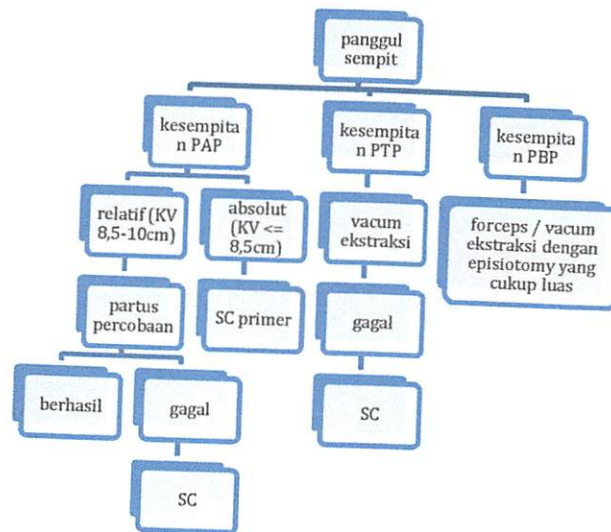 panggul
sempit
kesempita
n PAP
kesempita
n PTP
kesempita
n PBP
relatif (KV
8,5-10cm)
absolut
(KV <=
8,5cm)
vacum
ekstraksi
forceps / vacum
ekstraksi dengan
episiotomy yang
cukup luas
partus
percobaan
SC primer
gagal
berhasil
gagal
SC
SC